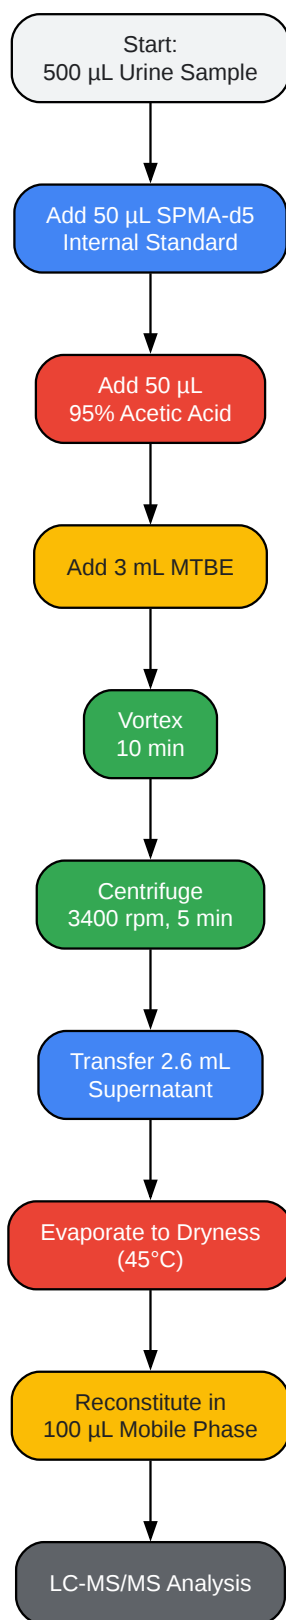 Start:
500 µL Urine Sample
Add 50 µL SPMA-d5
Internal Standard
Add 50 µL
95% Acetic Acid
Add 3 mL MTBE
Vortex
10 min
Centrifuge
3400 rpm, 5 min
Transfer 2.6 mL
Supernatant
Evaporate to Dryness
(45°C)
Reconstitute in
100 µL Mobile Phase
LC-MS/MS Analysis